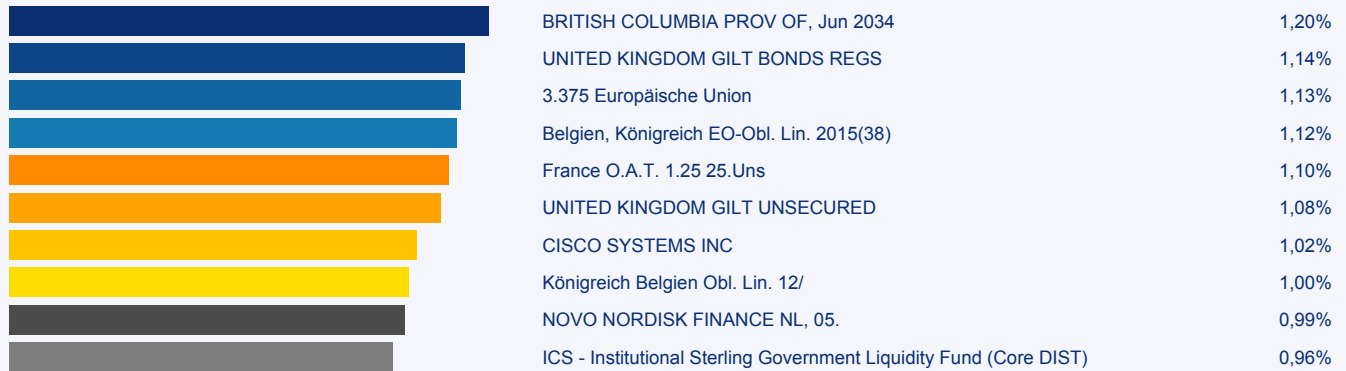 BRITISH COLUMBIA PROV OF, Jun 2034 1,20%
UNITED KINGDOM GILT BONDS REGS 1,14%
3.375 Europäische Union 1,13%
Belgien, Königreich EO-Obl. Lin. 2015(38) 1,12%
France O.A.T. 1.25 25.Uns 1,10%
UNITED KINGDOM GILT UNSECURED 1,08%
CISCO SYSTEMS INC 1,02%
Königreich Belgien Obl. Lin. 12/ 1,00%
NOVO NORDISK FINANCE NL, 05. 0,99%
ICS - Institutional Sterling Government Liquidity Fund (Core DIST) 0,96%